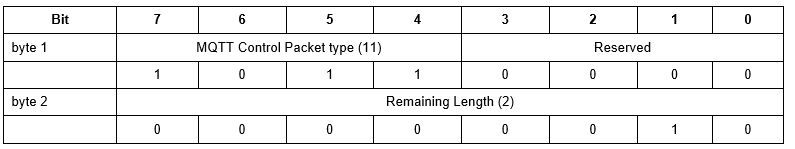 Bit 7 6 5 4 3 2 1 0
byte 1 MQTT Control Packet type (11) Reserved
1 0 1 1 0 0 0 0
byte 2 Remaining Length (2)
0 0 0 0 0 0 1 0